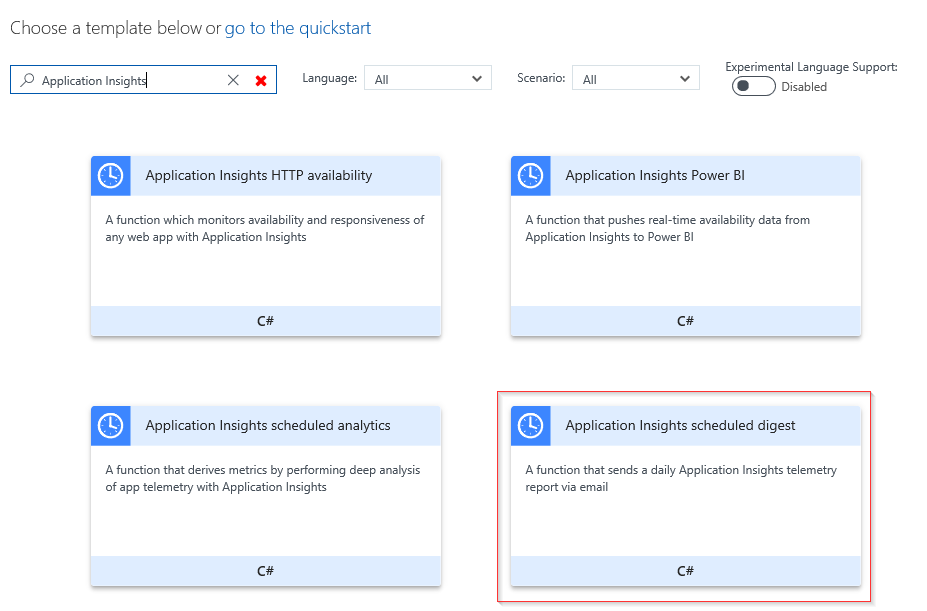 Choose a template below or go to the quickstart
Application Insights
Language:
All
Scenario:
All
Experimental Language Support:
Disabled
Application Insights HTTP availability
A function which monitors availability and responsiveness of
any web app with Application Insights
C#
Application Insights Power BI
A function that pushes real-time availability data from
Application Insights to Power BI
C#
Application Insights scheduled analytics
A function that derives metrics by performing deep analysis
of app telemetry with Application Insights
C#
Application Insights scheduled digest
A function that sends a daily Application Insights telemetry
report via email
C#